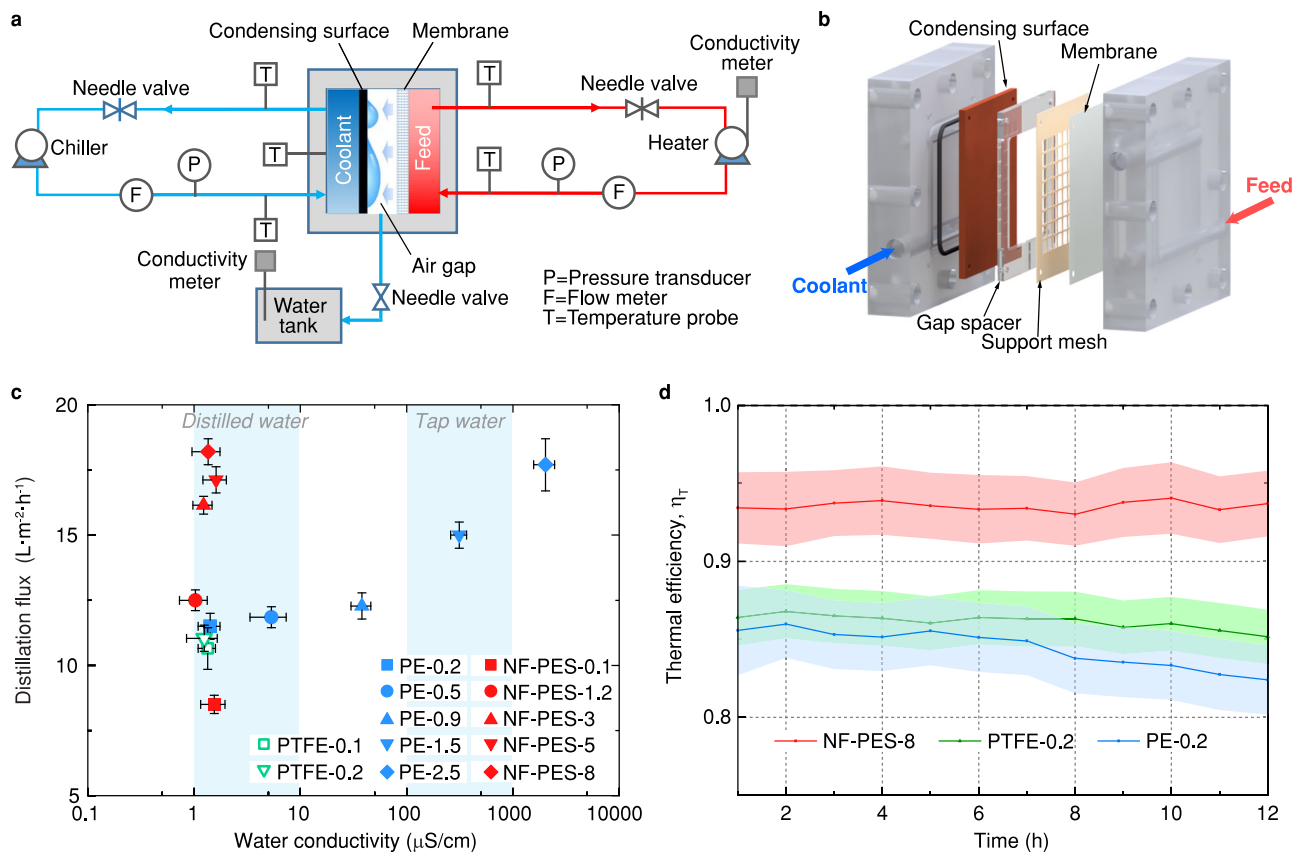 a
Condensing surface
Membrane
Conductivity
meter
Needle valve
T
T
Needle valve
Chiller
T
Coolant
Feed
Heater
P
F
T
T
P
F
Conductivity
meter
Air gap
Needle valve
Water
tank
P=Pressure transducer
F=Flow meter
T=Temperature probe
b
Condensing surface
Membrane
Feed
Coolant
Gap spacer
Support mesh
c
Distillation flux (L·m⁻²·h⁻¹)
20
15
10
5
Distilled water
Tap water
PE-0.2
NF-PES-0.1
PE-0.5
NF-PES-1.2
PE-0.9
NF-PES-3
PTFE-0.1
PE-1.5
NF-PES-5
PTFE-0.2
PE-2.5
NF-PES-8
0.1
1
10
100
1000
10000
Water conductivity (μS/cm)
d
Thermal efficiency, ηT
1.0
0.9
0.8
NF-PES-8
PTFE-0.2
PE-0.2
2
4
6
8
10
12
Time (h)